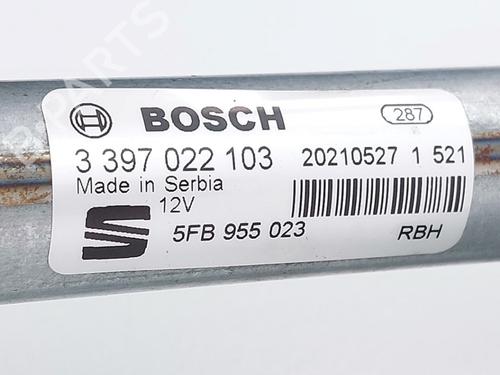 BOSCH
287
3 397 022 103 20210527 1 521
Made in Serbia
12V
5FB 955 023 RBH